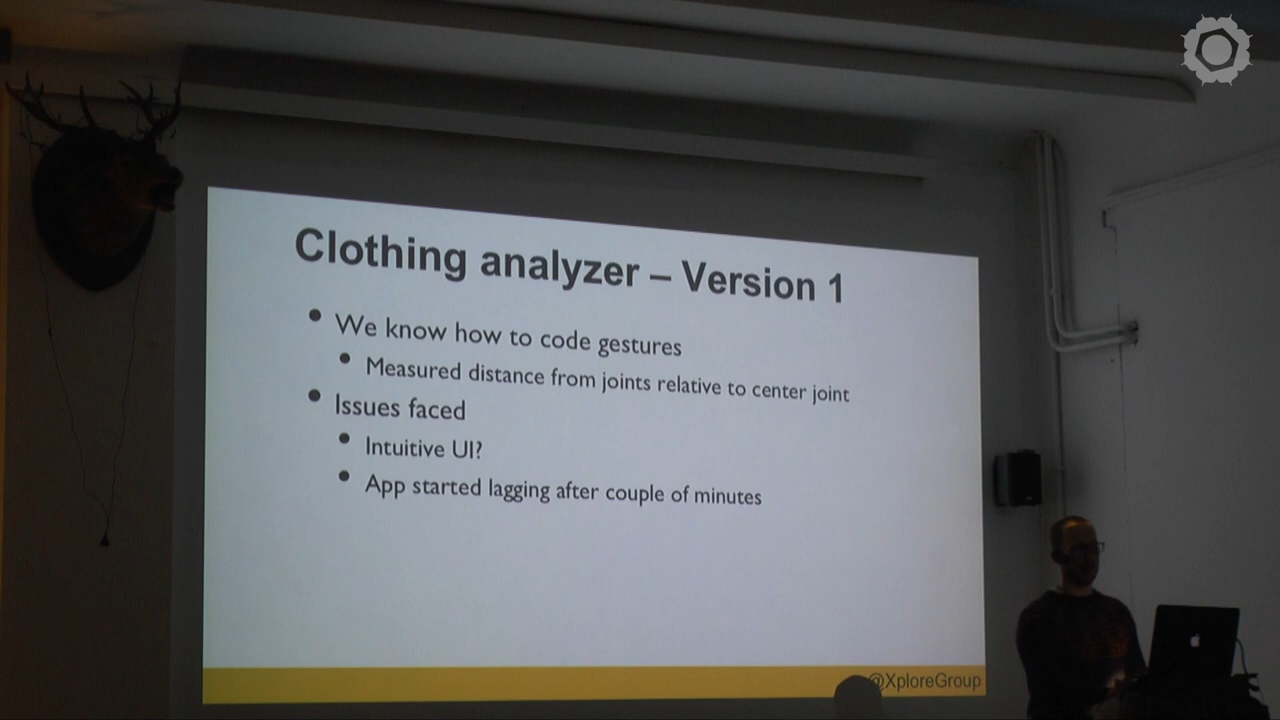 Clothing analyzer – Version 1
• We know how to code gestures
• Measured distance from joints relative to center joint
• Issues faced
• Intuitive UI?
• App started lagging after couple of minutes
@XploreGroup